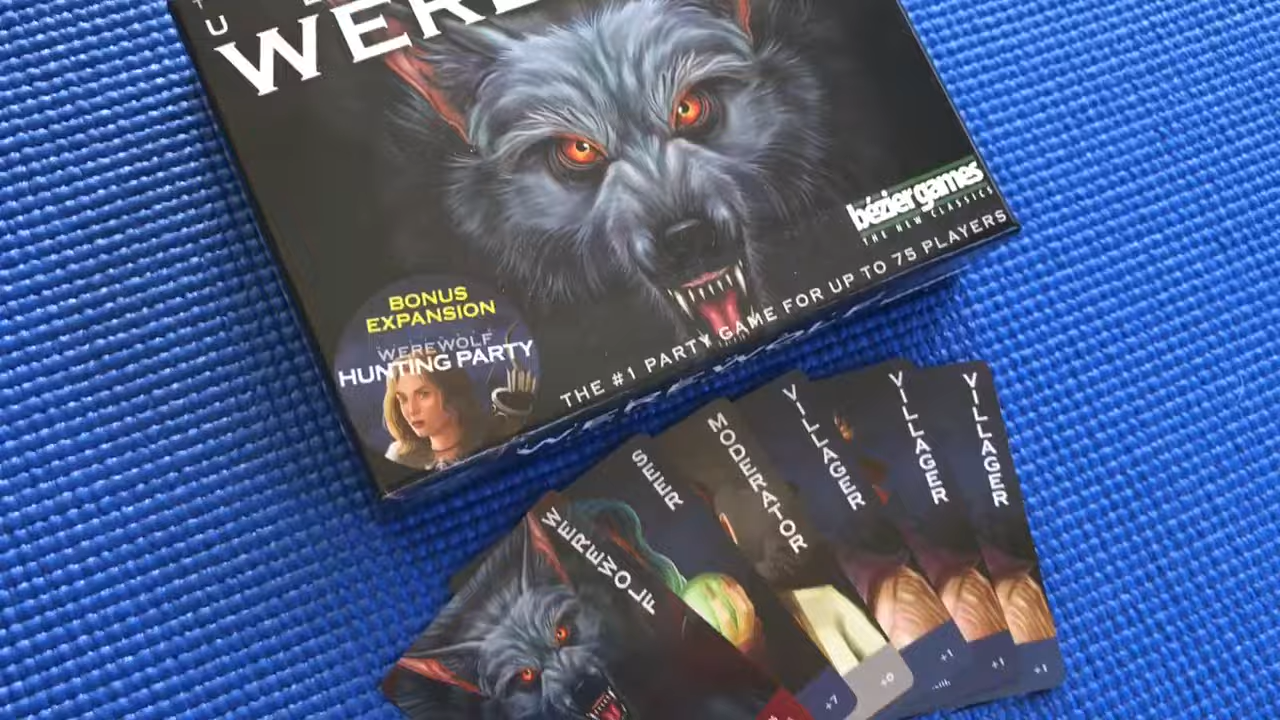 TU
WERE
bézier games
THE NEW CLASSICS
THE #1 PARTY GAME FOR UP TO 75 PLAYERS
BONUS
EXPANSION
WEREWOLF
HUNTING PARTY
WEREWOLF
SEER
MODERATOR
VILLAGER
VILLAGER
VILLAGER
+7
+0
+1
+1
+1